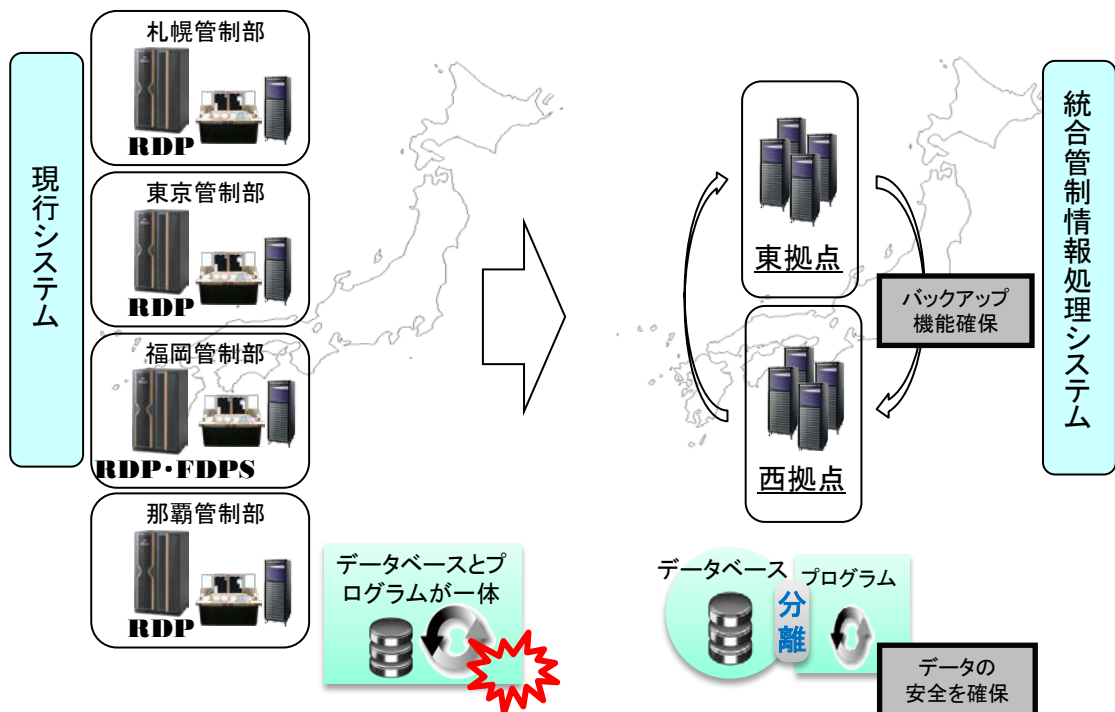 現行システム
札幌管制部
RDP
東京管制部
RDP
福岡管制部
RDP・FDPS
那覇管制部
RDP
データベースとプ
ログラムが一体
東拠点
西拠点
バックアップ
機能確保
統合管制情報処理システム
データベース
分離
プログラム
データの
安全を確保